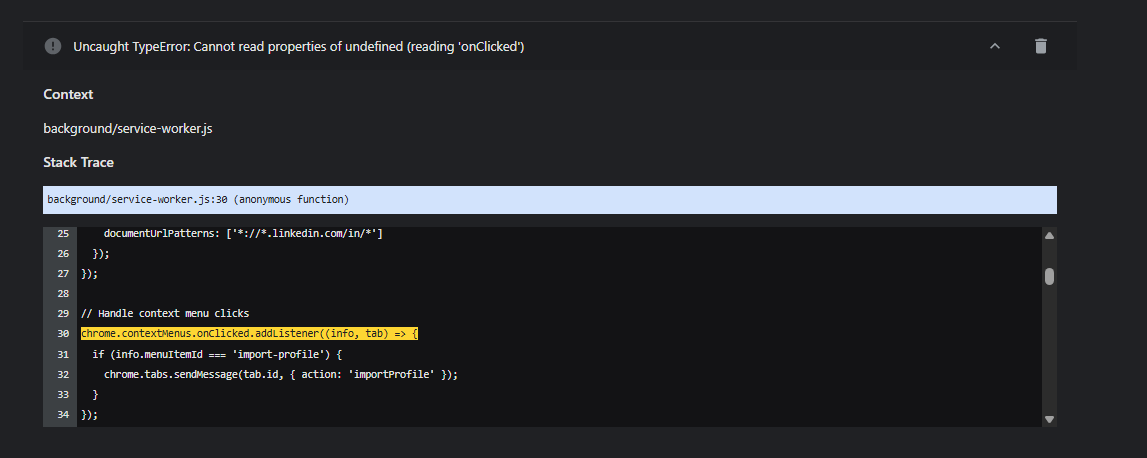 Uncaught TypeError: Cannot read properties of undefined (reading 'onClicked')
Context
background/service-worker.js
Stack Trace
background/service-worker.js:30 (anonymous function)
25 documentUrlPatterns: ['*://*.linkedin.com/in/*']
26 });
27 });
28
29 // Handle context menu clicks
30 chrome.contextMenus.onClicked.addListener((info, tab) => {
31 if (info.menuItemId === 'import-profile') {
32 chrome.tabs.sendMessage(tab.id, { action: 'importProfile' });
33 }
34 });